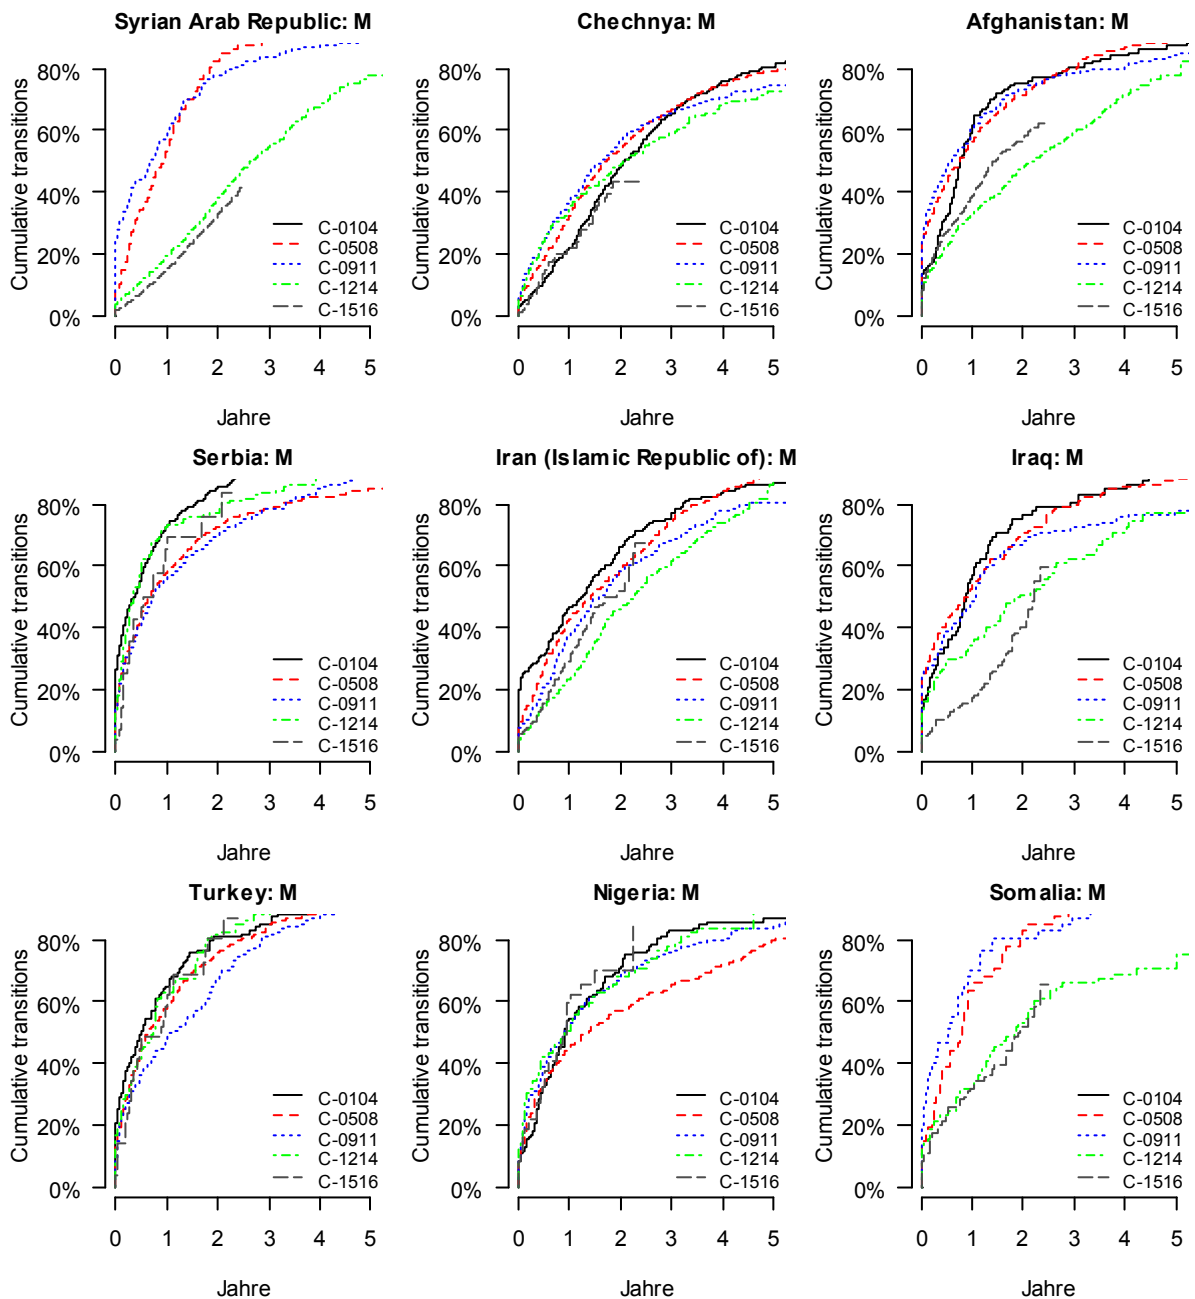 Syrian Arab Republic: M
Cumulative transitions
80%
60%
40%
20%
0%
C-0104
C-0508
C-0911
C-1214
C-1516
0 1 2 3 4 5
Jahre
Chechnya: M
Cumulative transitions
80%
60%
40%
20%
0%
C-0104
C-0508
C-0911
C-1214
C-1516
0 1 2 3 4 5
Jahre
Afghanistan: M
Cumulative transitions
80%
60%
40%
20%
0%
C-0104
C-0508
C-0911
C-1214
C-1516
0 1 2 3 4 5
Jahre
Serbia: M
Cumulative transitions
80%
60%
40%
20%
0%
C-0104
C-0508
C-0911
C-1214
C-1516
0 1 2 3 4 5
Jahre
Iran (Islamic Republic of): M
Cumulative transitions
80%
60%
40%
20%
0%
C-0104
C-0508
C-0911
C-1214
C-1516
0 1 2 3 4 5
Jahre
Iraq: M
Cumulative transitions
80%
60%
40%
20%
0%
C-0104
C-0508
C-0911
C-1214
C-1516
0 1 2 3 4 5
Jahre
Turkey: M
Cumulative transitions
80%
60%
40%
20%
0%
C-0104
C-0508
C-0911
C-1214
C-1516
0 1 2 3 4 5
Jahre
Nigeria: M
Cumulative transitions
80%
60%
40%
20%
0%
C-0104
C-0508
C-0911
C-1214
C-1516
0 1 2 3 4 5
Jahre
Somalia: M
Cumulative transitions
80%
60%
40%
20%
0%
C-0104
C-0508
C-0911
C-1214
C-1516
0 1 2 3 4 5
Jahre